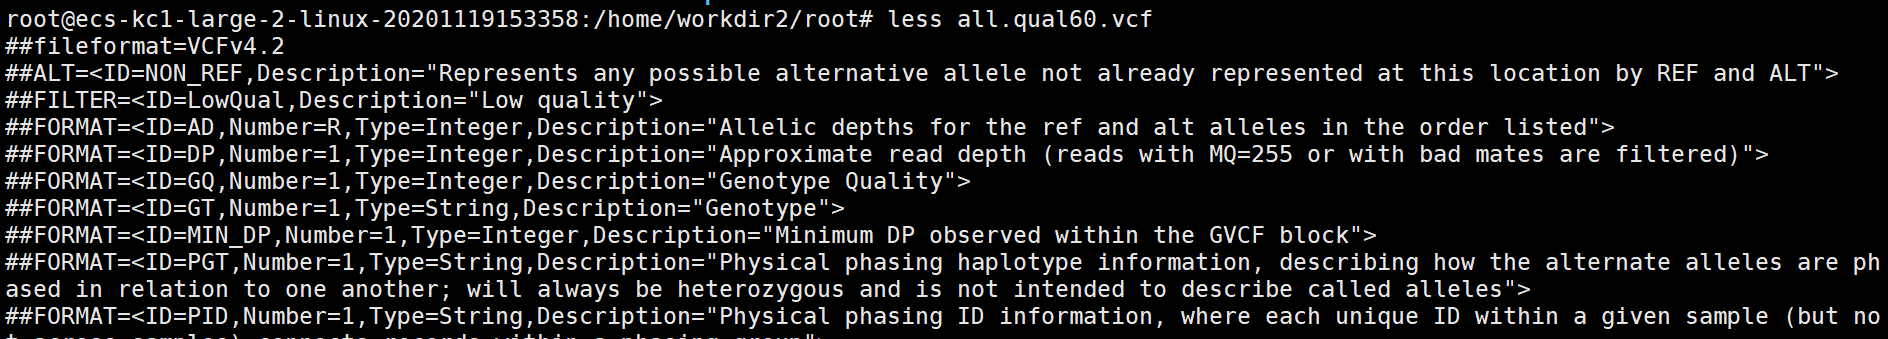 root@ecs-kc1-large-2-linux-20201119153358:/home/workdir2/root# less all.qual60.vcf
##fileformat=VCFv4.2
##ALT=<ID=NON_REF,Description="Represents any possible alternative allele not already represented at this location by REF and ALT">
##FILTER=<ID=LowQual,Description="Low quality">
##FORMAT=<ID=AD,Number=R,Type=Integer,Description="Allelic depths for the ref and alt alleles in the order listed">
##FORMAT=<ID=DP,Number=1,Type=Integer,Description="Approximate read depth (reads with MQ=255 or with bad mates are filtered)">
##FORMAT=<ID=GQ,Number=1,Type=Integer,Description="Genotype Quality">
##FORMAT=<ID=GT,Number=1,Type=String,Description="Genotype">
##FORMAT=<ID=MIN_DP,Number=1,Type=Integer,Description="Minimum DP observed within the GVCF block">
##FORMAT=<ID=PGT,Number=1,Type=String,Description="Physical phasing haplotype information, describing how the alternate alleles are ph
ased in relation to one another; will always be heterozygous and is not intended to describe called alleles">
##FORMAT=<ID=PID,Number=1,Type=String,Description="Physical phasing ID information, where each unique ID within a given sample (but no